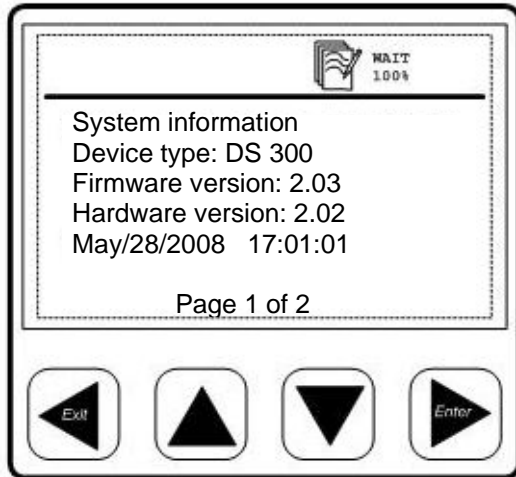 WAIT
100%
System information
Device type: DS 300
Firmware version: 2.03
Hardware version: 2.02
May/28/2008 17:01:01
Page 1 of 2
Exit
Enter